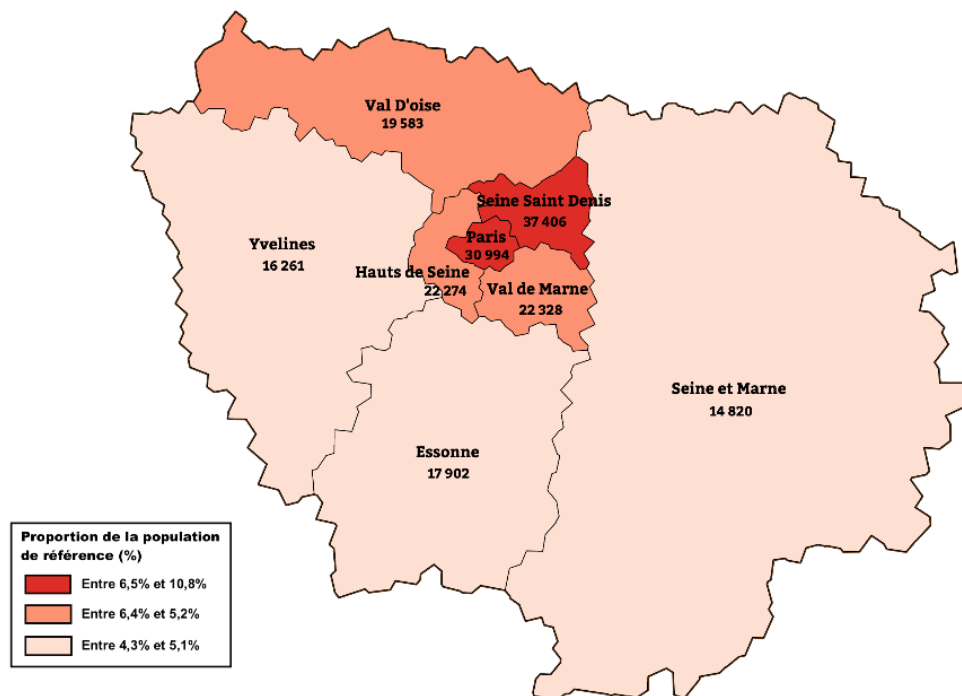 Val D'oise
19 583
Seine Saint Denis
37 406
Paris
30 994
Yvelines
16 261
Hauts de Seine
22 274
Val de Marne
22 328
Seine et Marne
14 820
Essonne
17 902
Proportion de la population
de référence (%)
Entre 6,5% et 10,8%
Entre 6,4% et 5,2%
Entre 4,3% et 5,1%